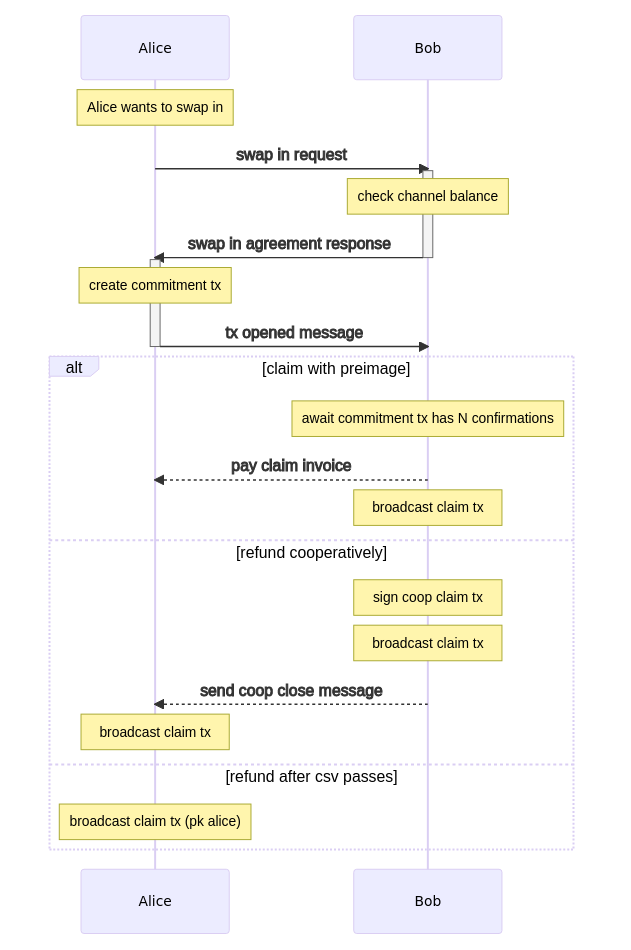 Alice
Bob
Alice wants to swap in
swap in request
check channel balance
swap in agreement response
create commitment tx
tx opened message
alt
[claim with preimage]
await commitment tx has N confirmations
pay claim invoice
broadcast claim tx
[refund cooperatively]
sign coop claim tx
broadcast claim tx
send coop close message
broadcast claim tx
[refund after csv passes]
broadcast claim tx (pk alice)
Alice
Bob